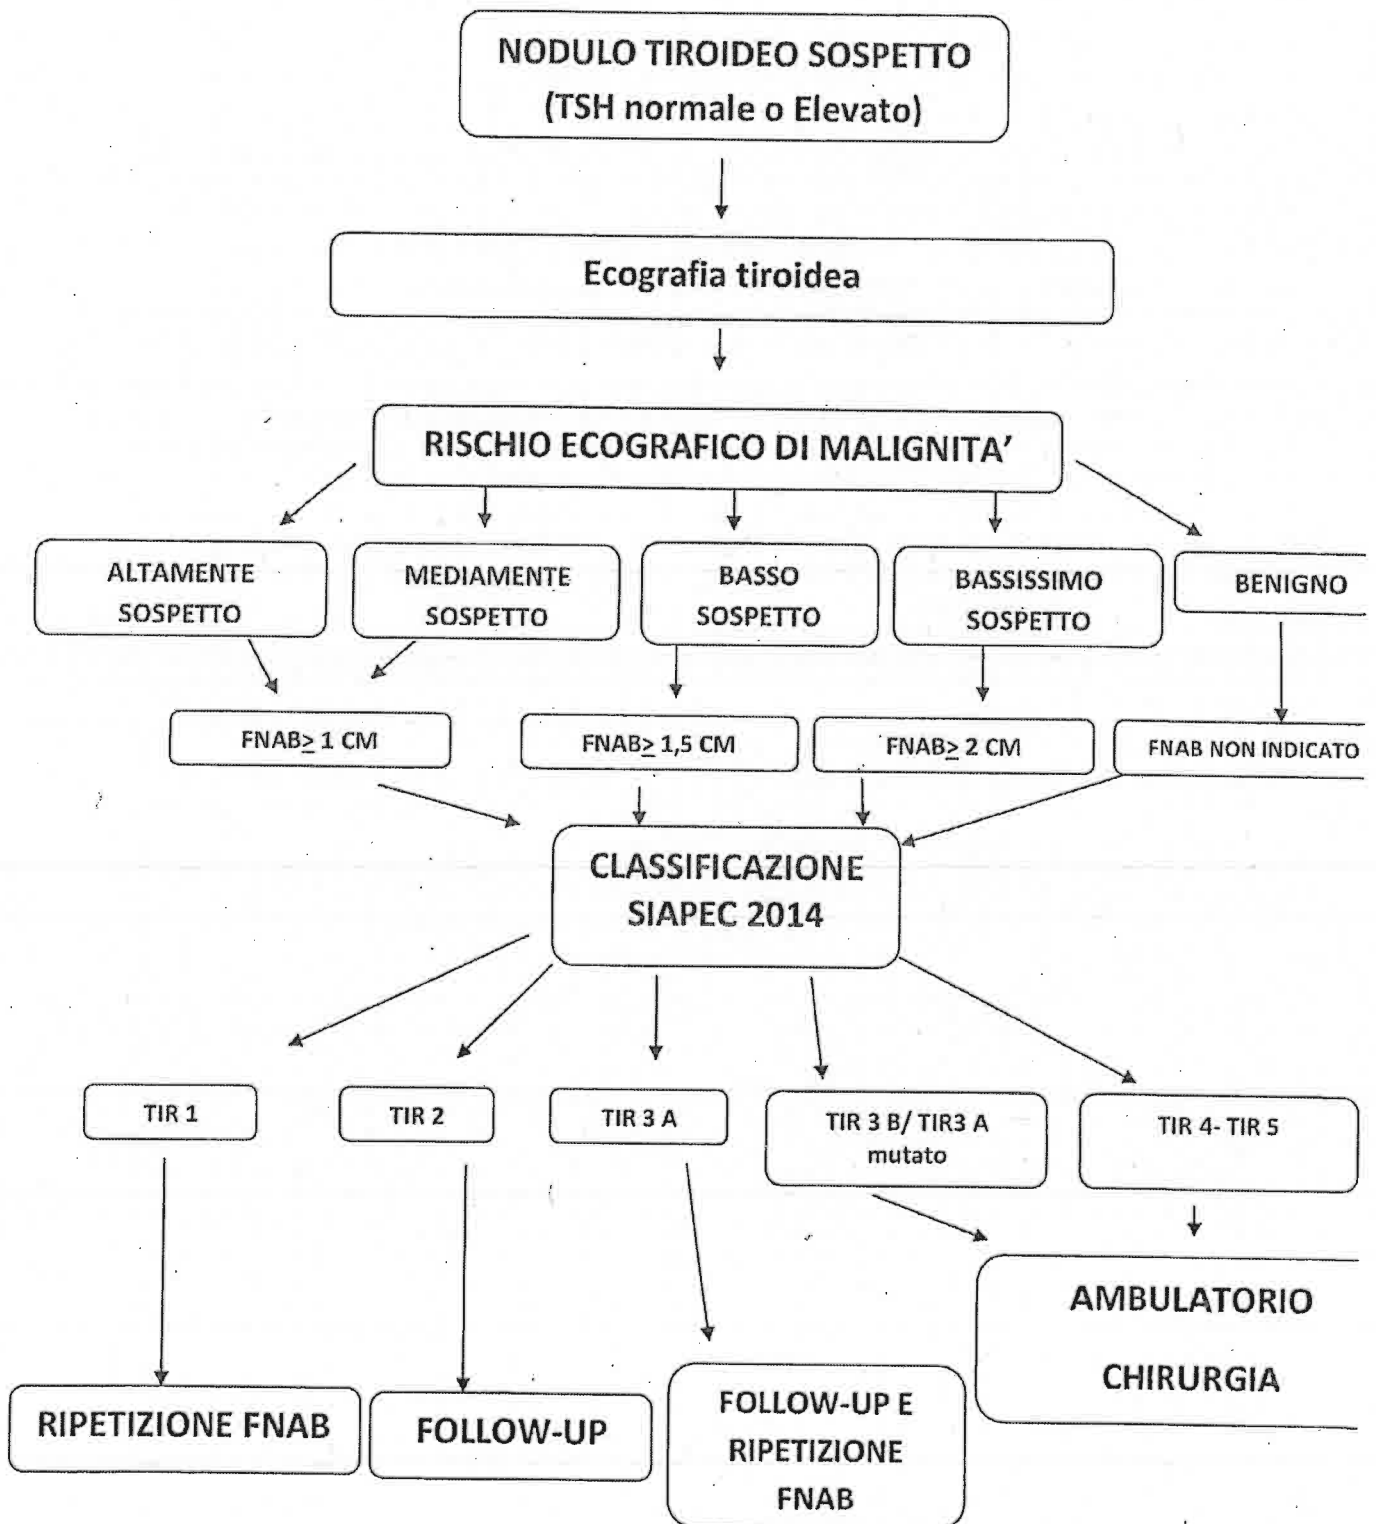 NODULO TIROIDEO SOSPETTO
(TSH normale o Elevato)
Ecografia tiroidea
RISCHIO ECOGRAFICO DI MALIGNITA'
ALTAMENTE
SOSPETTO
MEDIAMENTE
SOSPETTO
BASSO
SOSPETTO
BASSISSIMO
SOSPETTO
BENIGNO
FNAB≥ 1 CM
FNAB≥ 1,5 CM
FNAB≥ 2 CM
FNAB NON INDICATO
CLASSIFICAZIONE
SIAPEC 2014
TIR 1
TIR 2
TIR 3 A
TIR 3 B/ TIR3 A
mutato
TIR 4- TIR 5
RIPETIZIONE FNAB
FOLLOW-UP
FOLLOW-UP E
RIPETIZIONE
FNAB
AMBULATORIO
CHIRURGIA